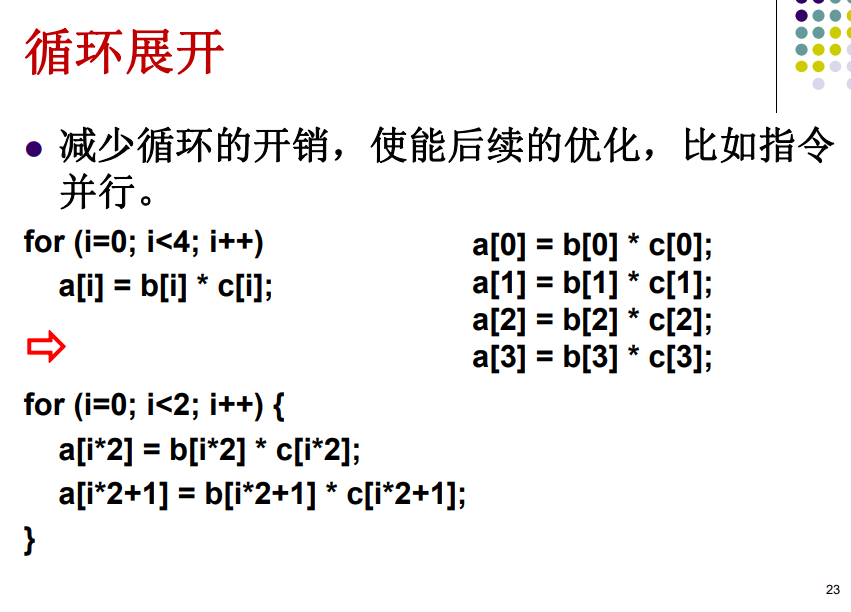 循环展开
减少循环的开销，使能后续的优化，比如指令
并行。
for (i=0; i<4; i++)
a[i] = b[i] * c[i];
for (i=0; i<2; i++) {
a[i*2] = b[i*2] * c[i*2];
a[i*2+1] = b[i*2+1] * c[i*2+1];
}
a[0] = b[0] * c[0];
a[1] = b[1] * c[1];
a[2] = b[2] * c[2];
a[3] = b[3] * c[3];
23